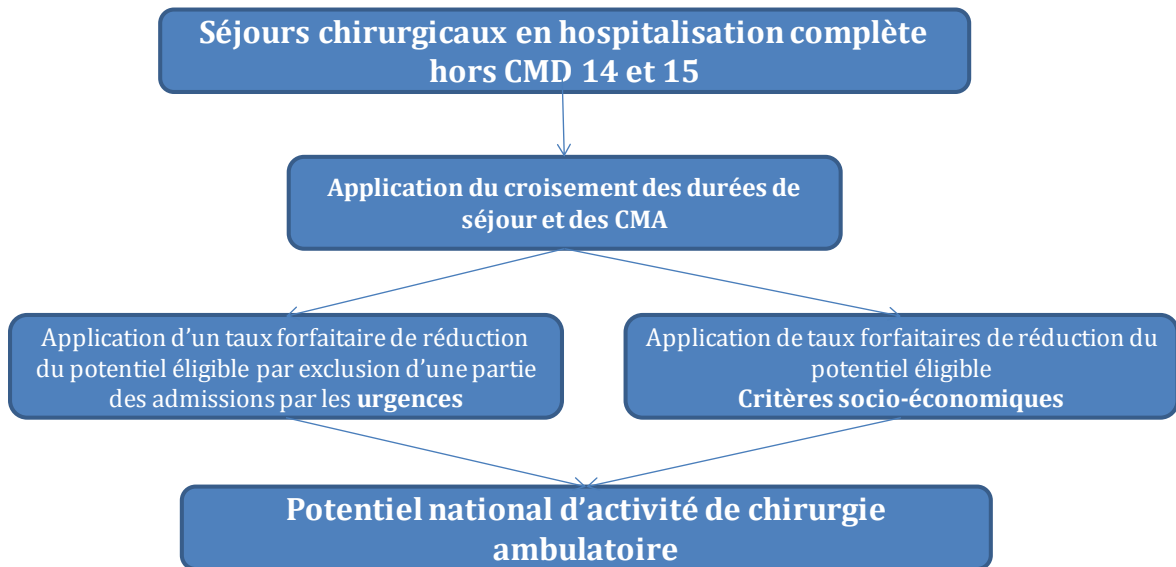 Séjours chirurgicaux en hospitalisation complète
hors CMD 14 et 15
Application du croisement des durées de
séjour et des CMA
Application d’un taux forfaitaire de réduction
du potentiel éligible par exclusion d’une partie
des admissions par les urgences
Application de taux forfaitaires de réduction du
potentiel éligible
Critères socio-économiques
Potentiel national d’activité de chirurgie
ambulatoire